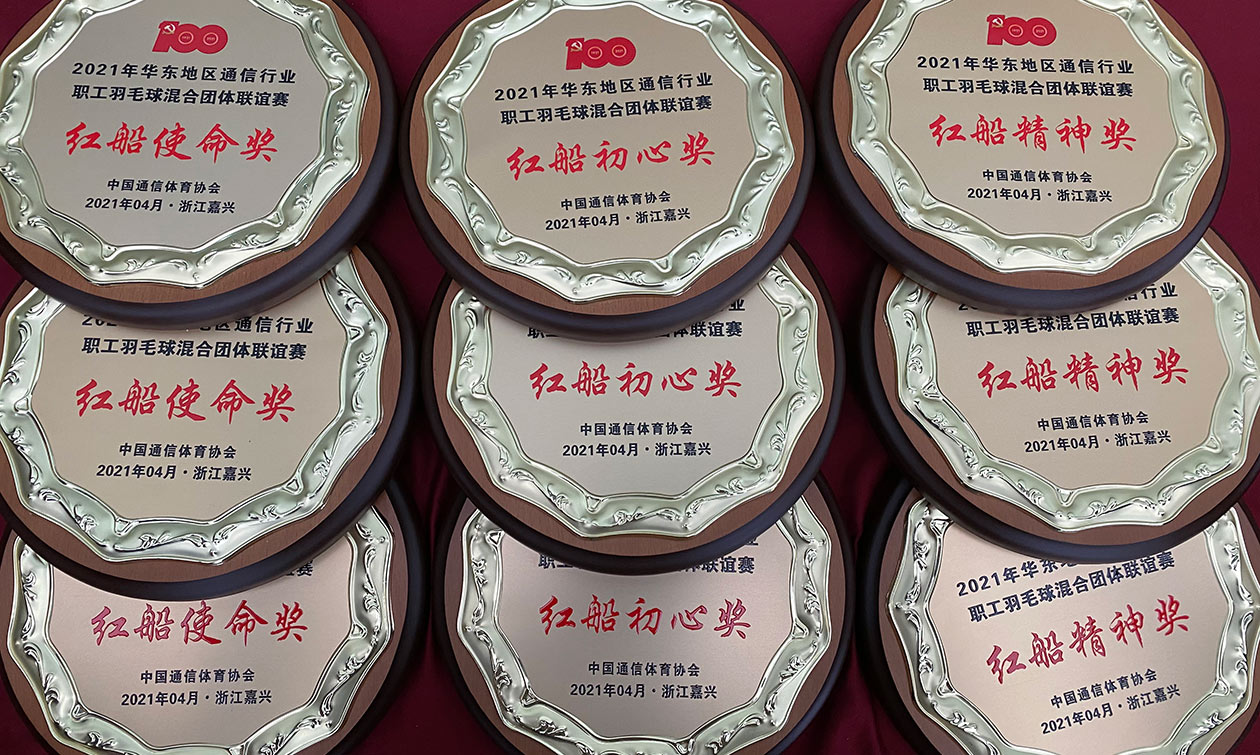 100
2021年华东地区通信行业
职工羽毛球混合团体联谊赛
红船使命奖
中国通信体育协会
2021年04月·浙江嘉兴
100
2021年华东地区通信行业
职工羽毛球混合团体联谊赛
红船初心奖
中国通信体育协会
2021年04月·浙江嘉兴
100
2021年华东地区通信行业
职工羽毛球混合团体联谊赛
红船精神奖
中国通信体育协会
2021年04月·浙江嘉兴
地区通信行业
职工羽毛球混合团体联谊赛
红船使命奖
中国通信体育协会
2021年04月·浙江嘉兴
职工 联谊赛
红船初心奖
中国通信体育协会
2021年04月·浙江嘉兴
通信行业
职工羽毛球混合团体联谊赛
红船精神奖
中国通信体育协会
2021年04月·浙江嘉兴
谊赛
红船使命奖
中国通信体育协会
2021年04月·浙江嘉兴
职工 体联谊赛
红船初心奖
中国通信体育协会
2021年04月·浙江嘉兴
2021年华东 通信行业
职工羽毛球混合团体联谊赛
红船精神奖
中国通信体育协会
2021年04月·浙江嘉兴